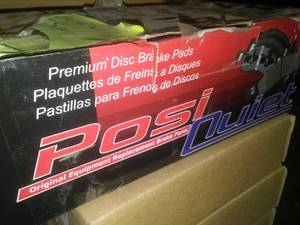 Premium Disc Brake Pads
Plaquettes de Freins a Disques
Pastillas para Frenos de Discos
Posi
Quiet
Original Equipment Replacement Brake Parts